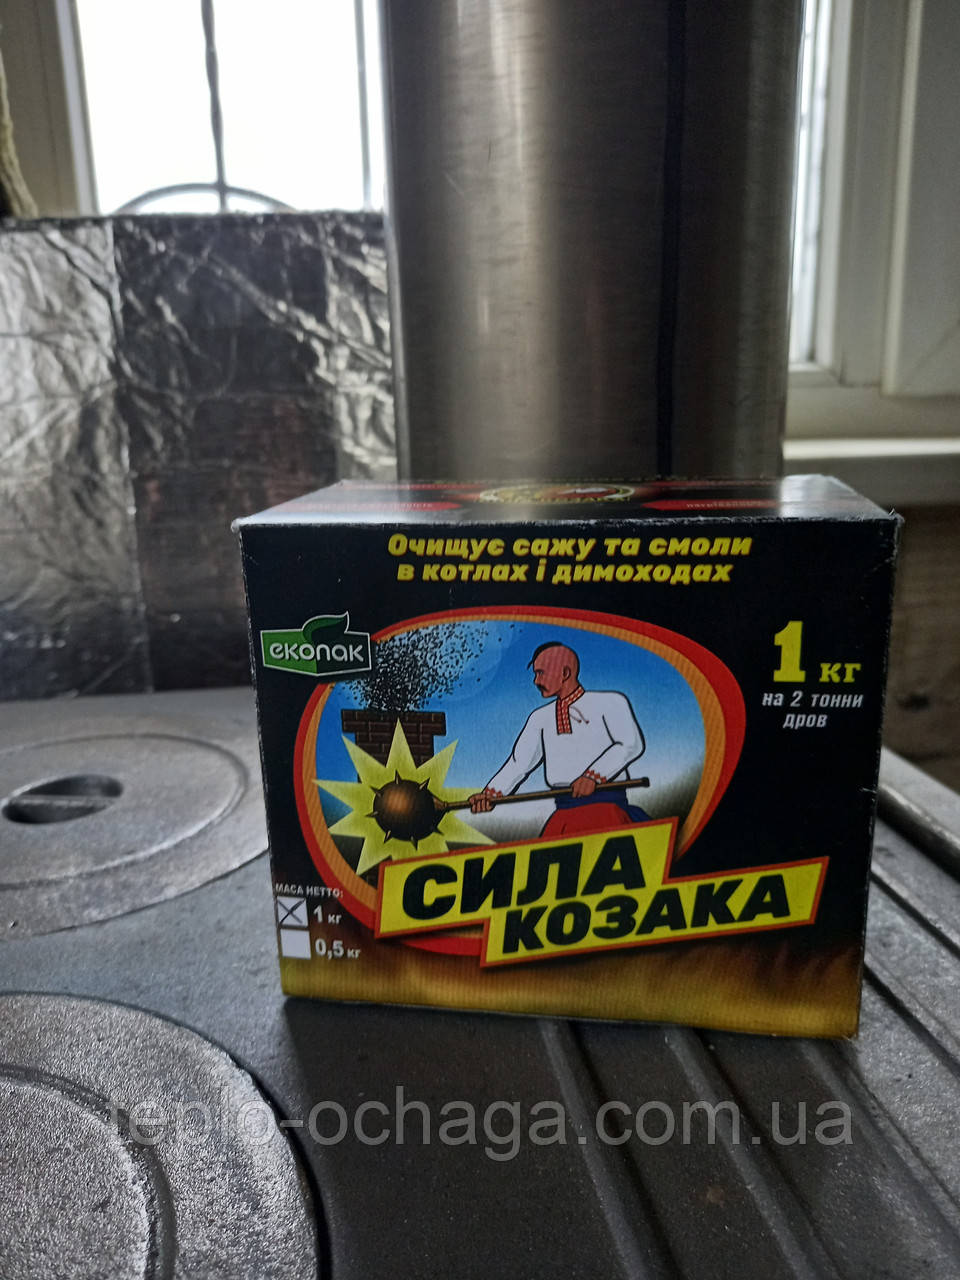 Очищує сажу та смоли
в котлах і димоходах
екопак
1 кг
на 2 тонни
дров
СИЛА
КОЗАКА
МАСА НЕТТО:
1 кг
0,5 кг
teplo-ochaga.com.ua